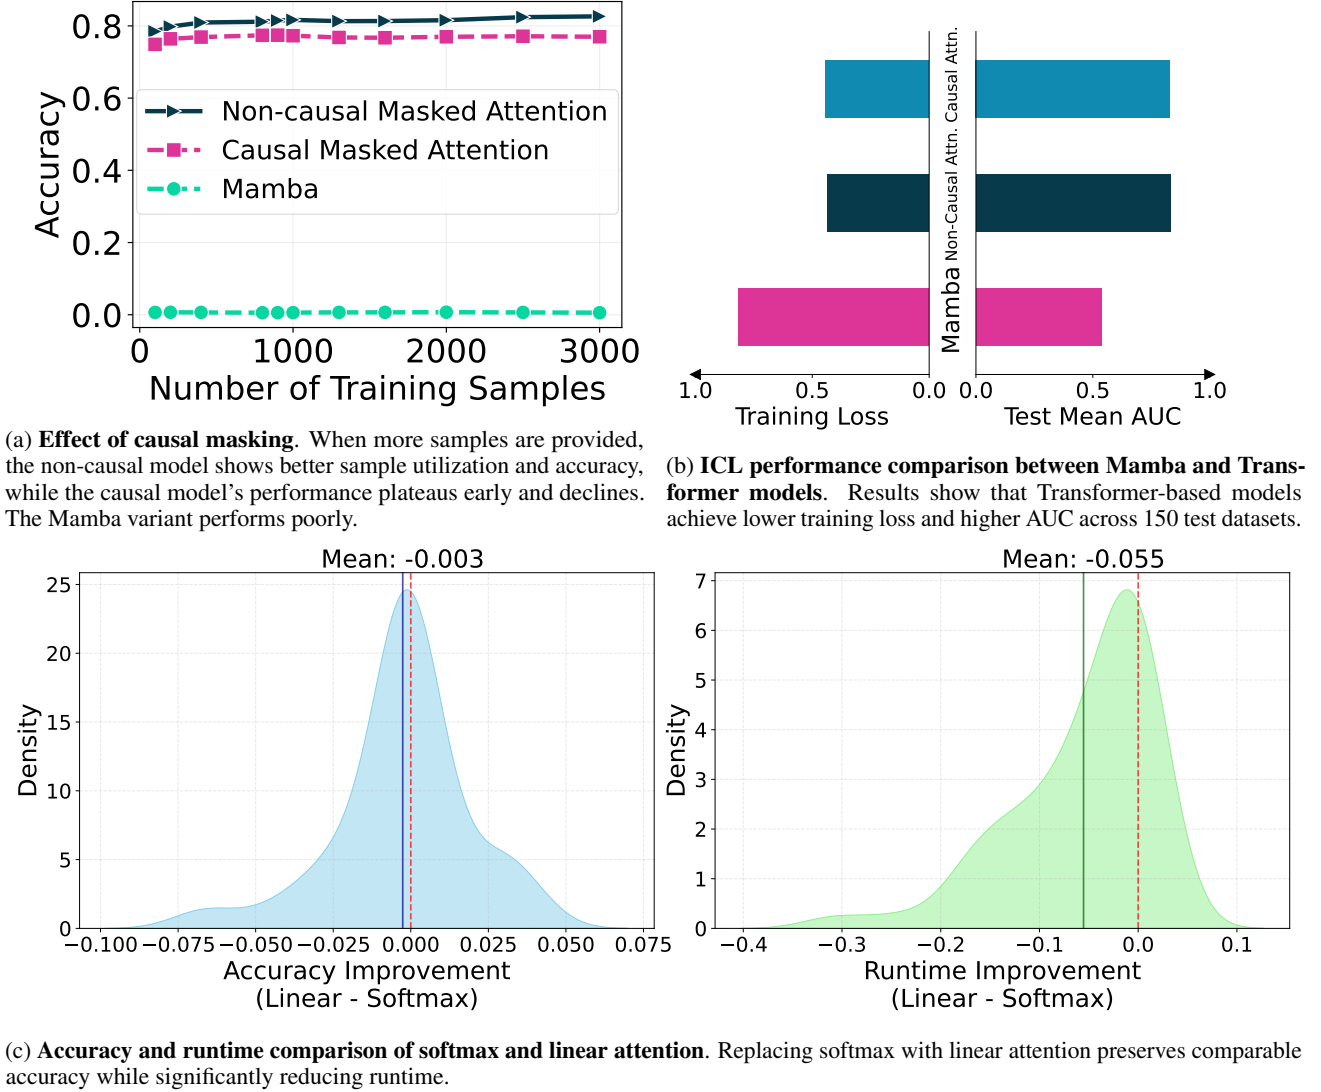 0.8
0.6
0.4
0.2
0.0
Accuracy
Non-causal Masked Attention
Causal Masked Attention
Mamba
0 1000 2000 3000
Number of Training Samples
(a) Effect of causal masking. When more samples are provided,
the non-causal model shows better sample utilization and accuracy,
while the causal model's performance plateaus early and declines.
The Mamba variant performs poorly.
Causal Attn.
Non-Causal Attn.
Mamba
1.0 0.5 0.0 0.0 0.5 1.0
Training Loss Test Mean AUC
(b) ICL performance comparison between Mamba and Trans-
former models. Results show that Transformer-based models
achieve lower training loss and higher AUC across 150 test datasets.
Mean: -0.003
25
20
15
10
5
0
Density
−0.100 −0.075 −0.050 −0.025 0.000 0.025 0.050 0.075
Accuracy Improvement
(Linear - Softmax)
Mean: -0.055
7
6
5
4
3
2
1
0
Density
−0.4 −0.3 −0.2 −0.1 0.0 0.1
Runtime Improvement
(Linear - Softmax)
(c) Accuracy and runtime comparison of softmax and linear attention. Replacing softmax with linear attention preserves comparable
accuracy while significantly reducing runtime.